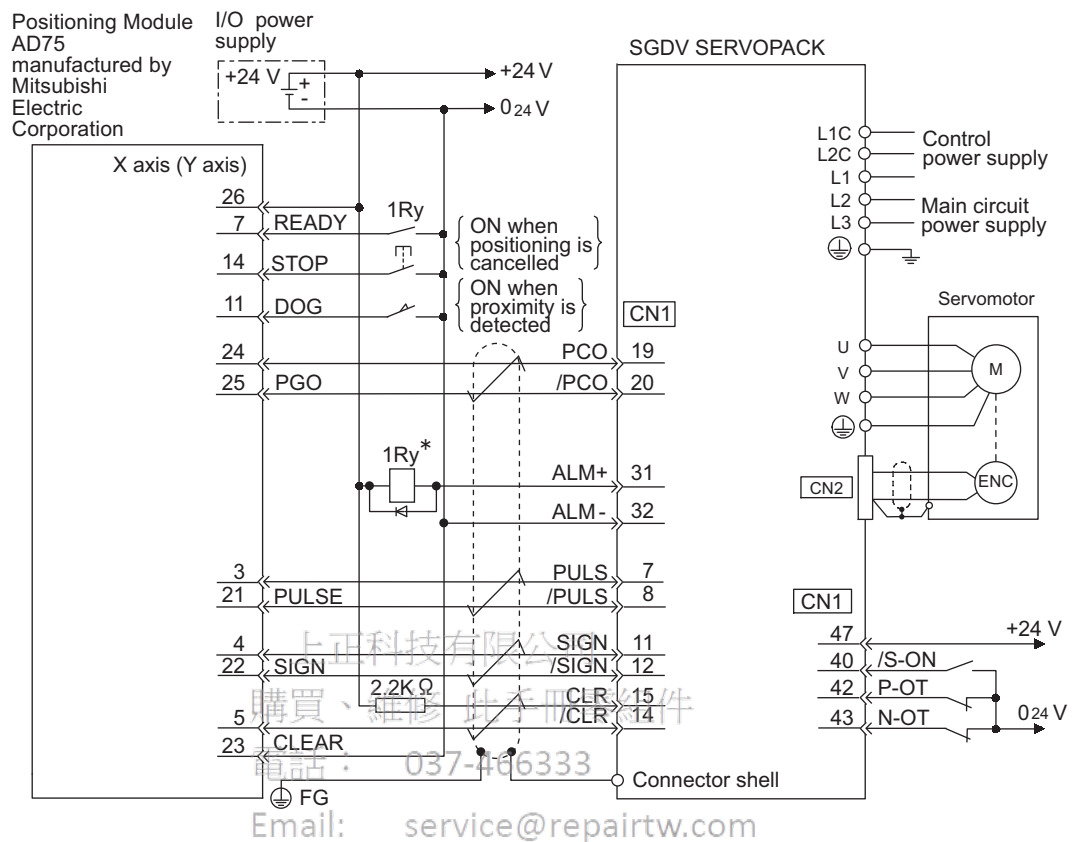 Positioning Module
AD75
manufactured by
Mitsubishi
Electric
Corporation
I/O power
supply
+24 V
+
-
+24 V
0 24 V
SGDV SERVOPACK
X axis (Y axis)
26
7 READY
1Ry
ON when
positioning is
cancelled
14 STOP
11 DOG
ON when
proximity is
detected
CN1
24 PCO 19
25 PGO /PCO 20
1Ry*
ALM+ 31
ALM - 32
3 PULS 7
21 PULSE /PULS 8
4 SIGN 11
22 SIGN /SIGN 12
2.2K Ω CLR 15
5 /CLR 14
23 CLEAR
FG
Connector shell
L1C
L2C
Control
power supply
L1
L2
L3
Main circuit
power supply
Servomotor
U
V
W
M
ENC
CN2
CN1
47 +24 V
40 /S-ON
42 P-OT
43 N-OT
0 24 V
上正科技有限公司
購買、維修 此手冊零組件
電話： 037-466333
Email: service@repairtw.com